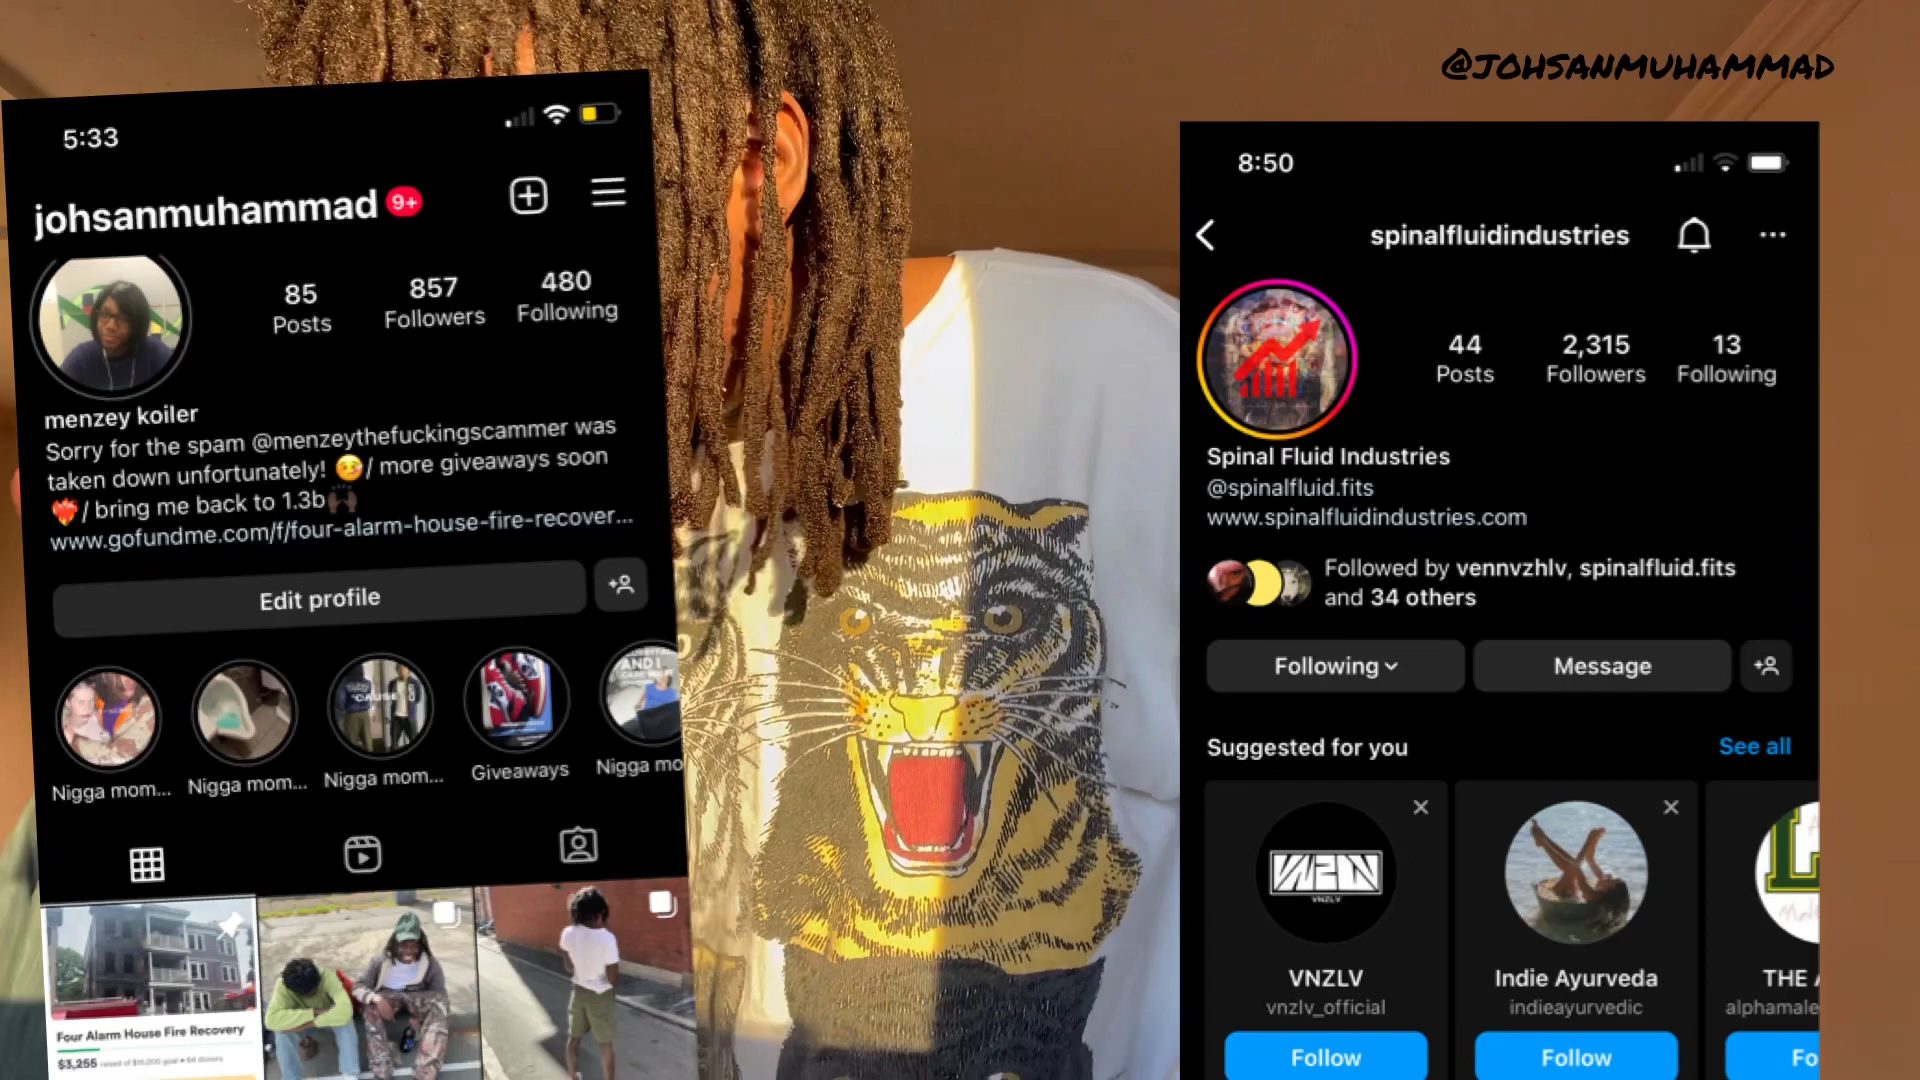 @JOHSANMUHAMMAD
5:33
johsanmuhammad 9+
85
Posts
857
Followers
480
Following
menzey koiler
Sorry for the spam @menzeythefuckingscammer was
taken down unfortunately! 🤒/ more giveaways soon
❤️‍🔥/ bring me back to 1.3b🙌🏿
www.gofundme.com/f/four-alarm-house-fire-recover...
Edit profile
Nigga mom...
Nigga mom...
Nigga mom...
Giveaways
Nigga mo
AND I
'CAUSE
Four Alarm House Fire Recovery
$3,255
8:50
spinalfluidindustries
44
Posts
2,315
Followers
13
Following
Spinal Fluid Industries
@spinalfluid.fits
www.spinalfluidindustries.com
Followed by vennvzhlv, spinalfluid.fits
and 34 others
Following
Message
Suggested for you
See all
VNZLV
VNZLV
vnzlv_official
Follow
Indie Ayurveda
indieayurvedic
Follow
THE
alphamale
Fo